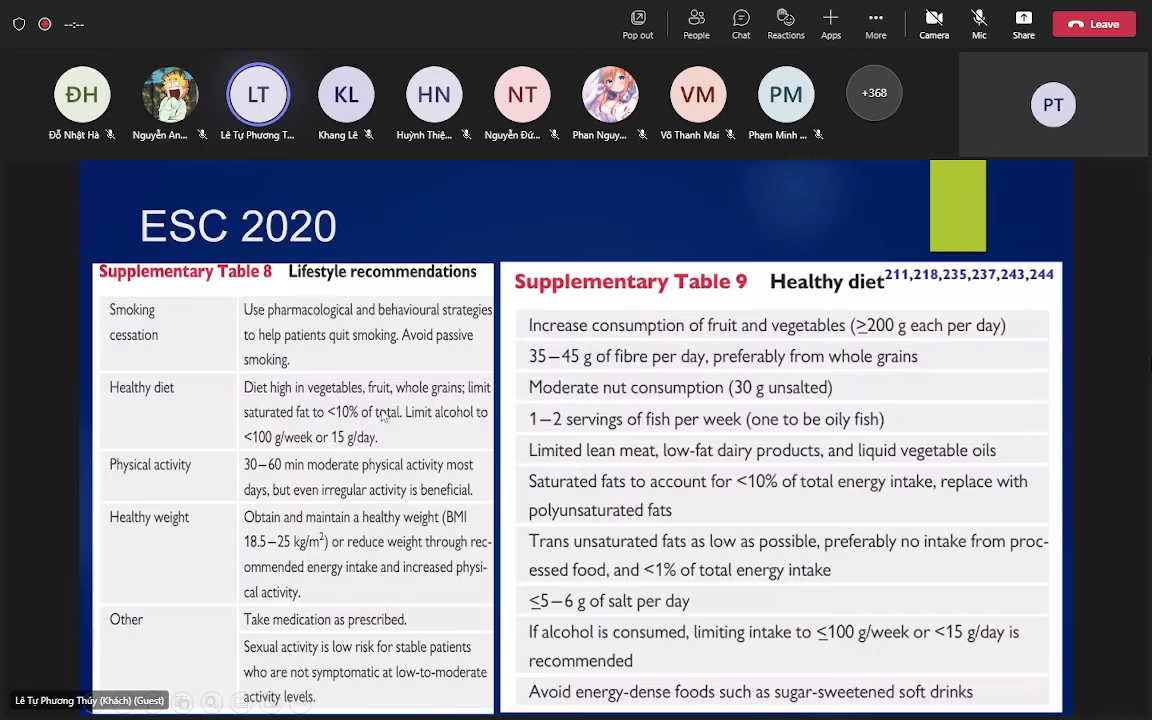 --:--
Pop out
People
Chat
Reactions
Apps
More
Camera
Mic
Share
Leave
ĐH
LT
KL
HN
NT
VM
PM
+368
PT
Đỗ Nhật Hà
Nguyễn An...
Lê Tự Phương T...
Khang Lê
Huỳnh Thiệ...
Nguyễn Đứ...
Phan Nguy...
Võ Thanh Mai
Phạm Minh ...
ESC 2020
Supplementary Table 8 Lifestyle recommendations
Smoking
cessation
Use pharmacological and behavioural strategies
to help patients quit smoking. Avoid passive
smoking.
Healthy diet
Diet high in vegetables, fruit, whole grains; limit
saturated fat to <10% of total. Limit alcohol to
<100 g/week or 15 g/day.
Physical activity
30–60 min moderate physical activity most
days, but even irregular activity is beneficial.
Healthy weight
Obtain and maintain a healthy weight (BMI
18.5–25 kg/m²) or reduce weight through rec-
ommended energy intake and increased physi-
cal activity.
Other
Take medication as prescribed.
Sexual activity is low risk for stable patients
who are not symptomatic at low-to-moderate
activity levels.
Supplementary Table 9 Healthy diet211,218,235,237,243,244
Increase consumption of fruit and vegetables (≥200 g each per day)
35–45 g of fibre per day, preferably from whole grains
Moderate nut consumption (30 g unsalted)
1–2 servings of fish per week (one to be oily fish)
Limited lean meat, low-fat dairy products, and liquid vegetable oils
Saturated fats to account for <10% of total energy intake, replace with
polyunsaturated fats
Trans unsaturated fats as low as possible, preferably no intake from proc-
essed food, and <1% of total energy intake
≤5–6 g of salt per day
If alcohol is consumed, limiting intake to ≤100 g/week or <15 g/day is
recommended
Avoid energy-dense foods such as sugar-sweetened soft drinks
Lê Tự Phương Thúy (Khách) (Guest)